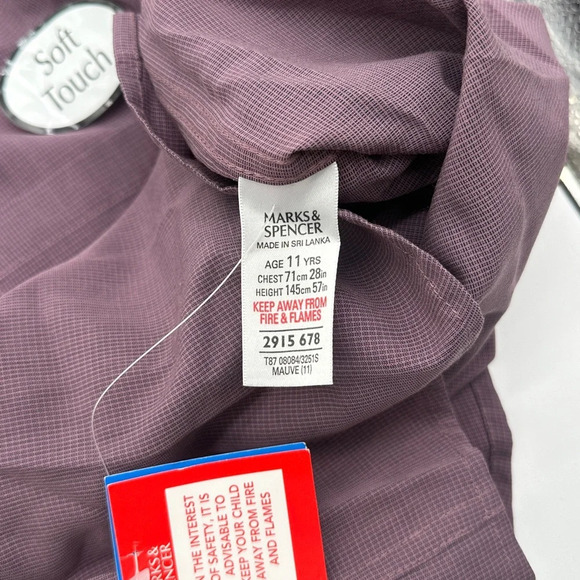 Soft
Touch
MARKS &
SPENCER
MADE IN SRI LANKA
AGE 11 YRS
CHEST 71cm 28in
HEIGHT 145cm 57in
KEEP AWAY FROM
FIRE & FLAMES
2915 678
T87 08084/3251S
MAUVE (11)
MARKS &
SPENCER
IN THE INTEREST
OF SAFETY, IT IS
ADVISABLE TO
KEEP YOUR CHILD
AWAY FROM FIRE
AND FLAMES